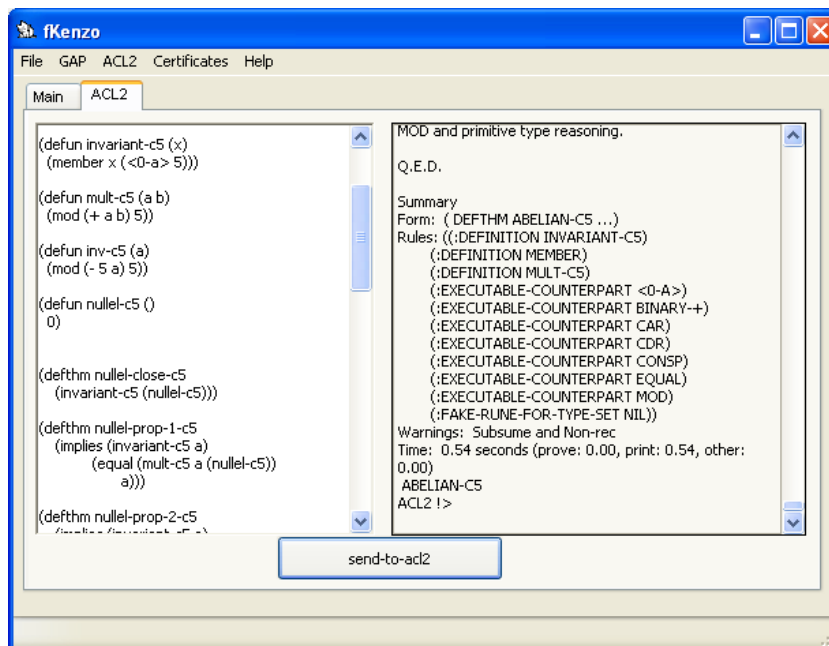 fKenzo
File GAP ACL2 Certificates Help
Main ACL2
(defun invariant-c5 (x)
(member x (<0-a> 5)))
(defun mult-c5 (a b)
(mod (+ a b) 5))
(defun inv-c5 (a)
(mod (- 5 a) 5))
(defun nullel-c5 ()
0)
(defthm nullel-close-c5
(invariant-c5 (nullel-c5)))
(defthm nullel-prop-1-c5
(implies (invariant-c5 a)
(equal (mult-c5 a (nullel-c5))
a)))
(defthm nullel-prop-2-c5
(implies (invariant-c5 a)
MOD and primitive type reasoning.
Q.E.D.
Summary
Form: ( DEFTHM ABELIAN-C5 ...)
Rules: ((:DEFINITION INVARIANT-C5)
(:DEFINITION MEMBER)
(:DEFINITION MULT-C5)
(:EXECUTABLE-COUNTERPART <0-A>)
(:EXECUTABLE-COUNTERPART BINARY-+)
(:EXECUTABLE-COUNTERPART CAR)
(:EXECUTABLE-COUNTERPART CDR)
(:EXECUTABLE-COUNTERPART CONSP)
(:EXECUTABLE-COUNTERPART EQUAL)
(:EXECUTABLE-COUNTERPART MOD)
(:FAKE-RUNE-FOR-TYPE-SET NIL))
Warnings: Subsume and Non-rec
Time: 0.54 seconds (prove: 0.00, print: 0.54, other:
0.00)
ABELIAN-C5
ACL2 !>
send-to-acl2